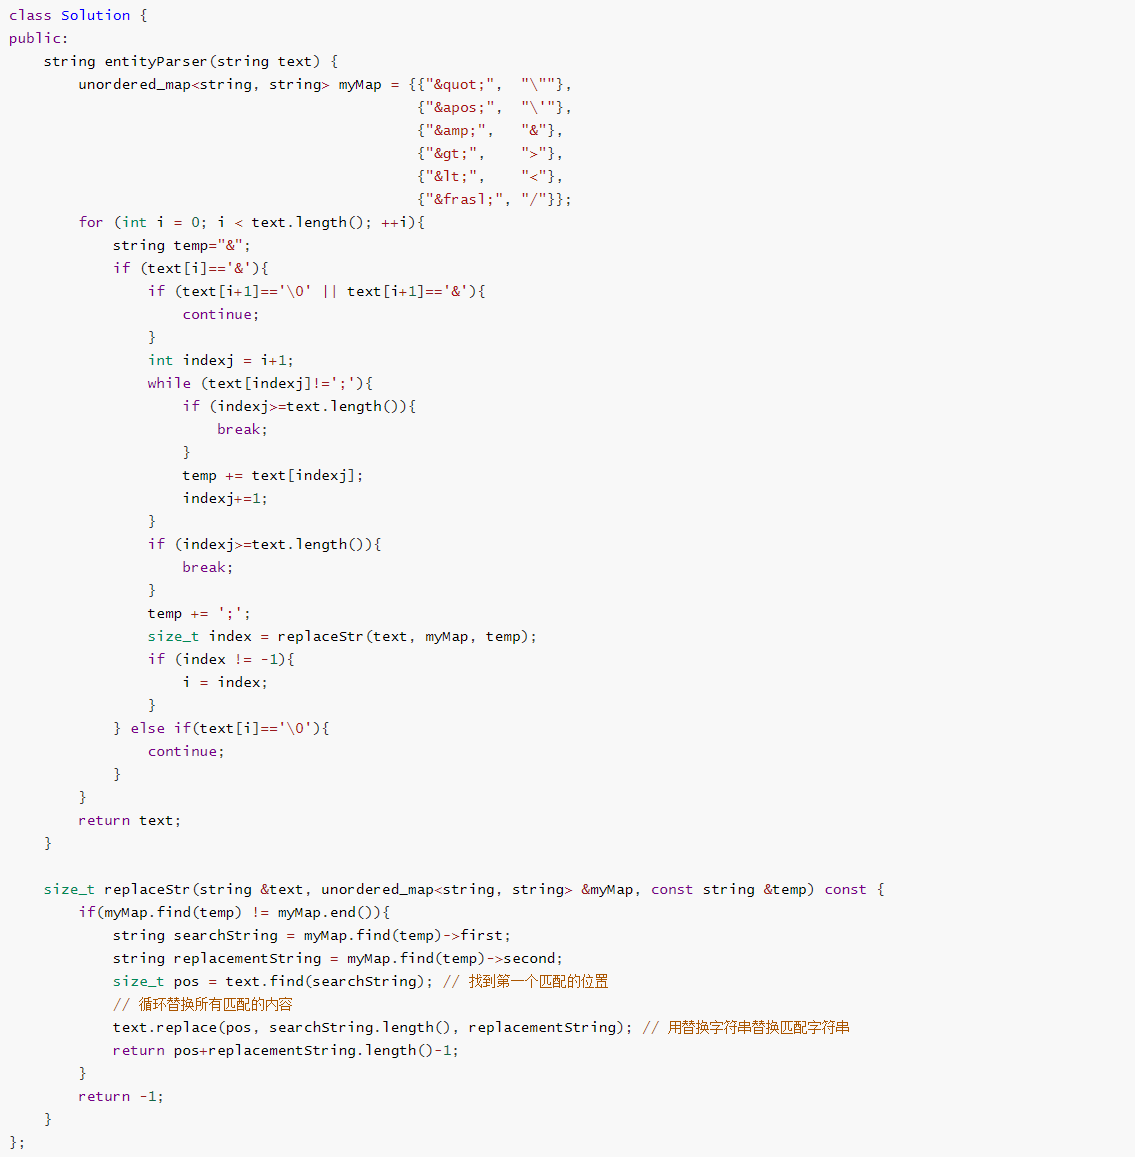 class Solution {
public:
    string entityParser(string text) {
        unordered_map<string, string> myMap = {{"&quot;",  "\""},
                                               {"&apos;",  "\'"},
                                               {"&amp;",   "&"},
                                               {"&gt;",    ">"},
                                               {"&lt;",    "<"},
                                               {"&frasl;", "/"}};
        for (int i = 0; i < text.length(); ++i){
            string temp="&";
            if (text[i]=='&'){
                if (text[i+1]=='\0' || text[i+1]=='&'){
                    continue;
                }
                int indexj = i+1;
                while (text[indexj]!=';'){
                    if (indexj>=text.length()){
                        break;
                    }
                    temp += text[indexj];
                    indexj+=1;
                }
                if (indexj>=text.length()){
                    break;
                }
                temp += ';';
                size_t index = replaceStr(text, myMap, temp);
                if (index != -1){
                    i = index;
                }
            } else if(text[i]=='\0'){
                continue;
            }
        }
        return text;
    }

    size_t replaceStr(string &text, unordered_map<string, string> &myMap, const string &temp) const {
        if(myMap.find(temp) != myMap.end()){
            string searchString = myMap.find(temp)->first;
            string replacementString = myMap.find(temp)->second;
            size_t pos = text.find(searchString); // 找到第一个匹配的位置
            // 循环替换所有匹配的内容
            text.replace(pos, searchString.length(), replacementString); // 用替换字符串替换匹配字符串
            return pos+replacementString.length()-1;
        }
        return -1;
    }
};